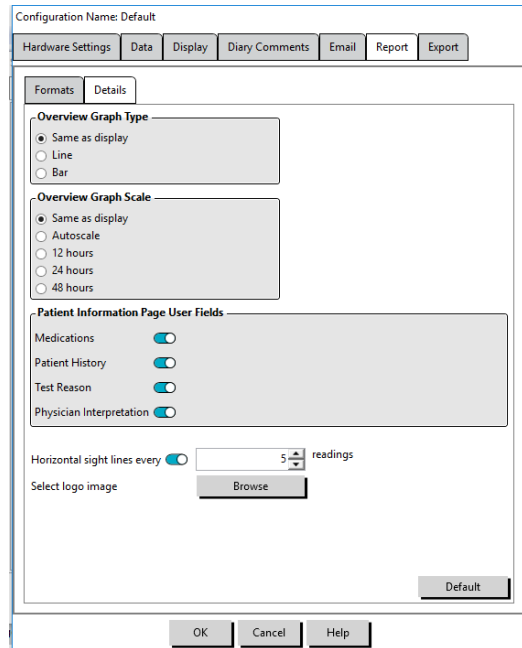 Configuration Name: Default
Hardware Settings Data Display Diary Comments Email Report Export
Formats Details
Overview Graph Type
Same as display
Line
Bar
Overview Graph Scale
Same as display
Autoscale
12 hours
24 hours
48 hours
Patient Information Page User Fields
Medications
Patient History
Test Reason
Physician Interpretation
Horizontal sight lines every 5 readings
Select logo image Browse
Default
OK Cancel Help